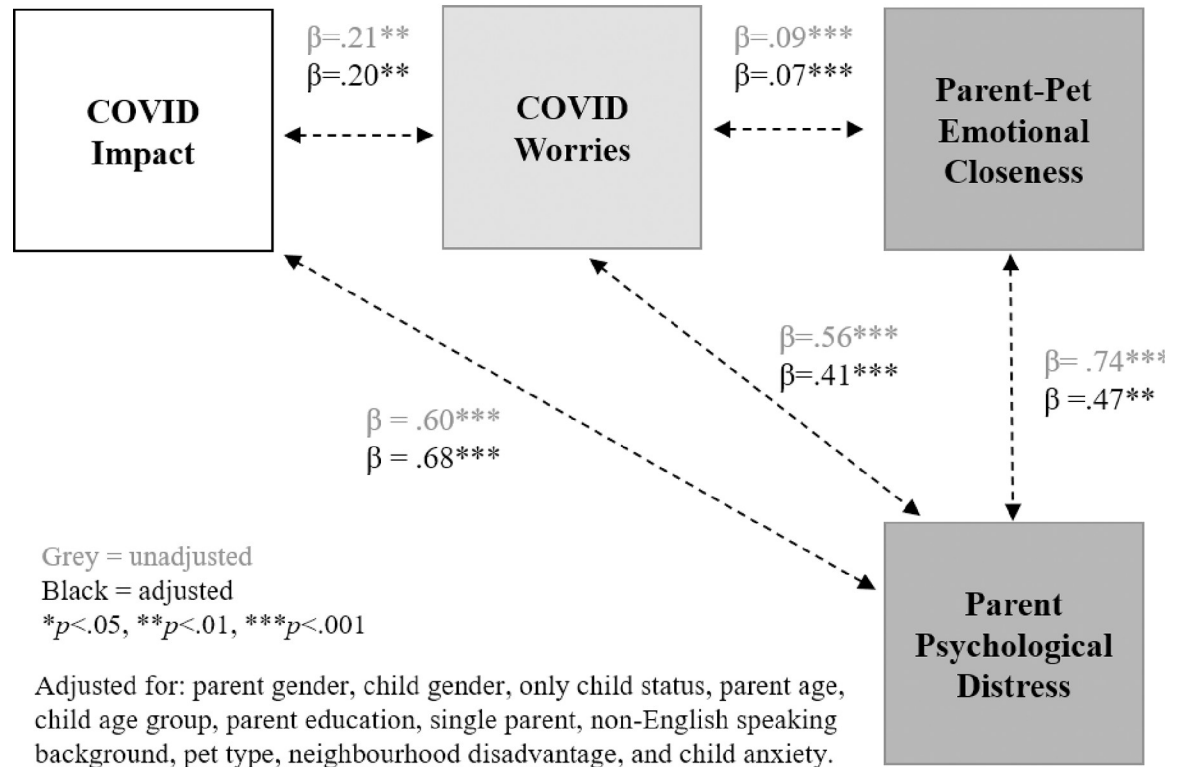 β=.21**
β=.20**
β=.09***
β=.07***
COVID
Impact
COVID
Worries
Parent-Pet
Emotional
Closeness
β=.56***
β=.41***
β= .74***
β =.47**
β = .60***
β = .68***
Grey = unadjusted
Black = adjusted
*p<.05, **p<.01, ***p<.001
Parent
Psychological
Distress
Adjusted for: parent gender, child gender, only child status, parent age,
child age group, parent education, single parent, non-English speaking
background, pet type, neighbourhood disadvantage, and child anxiety.